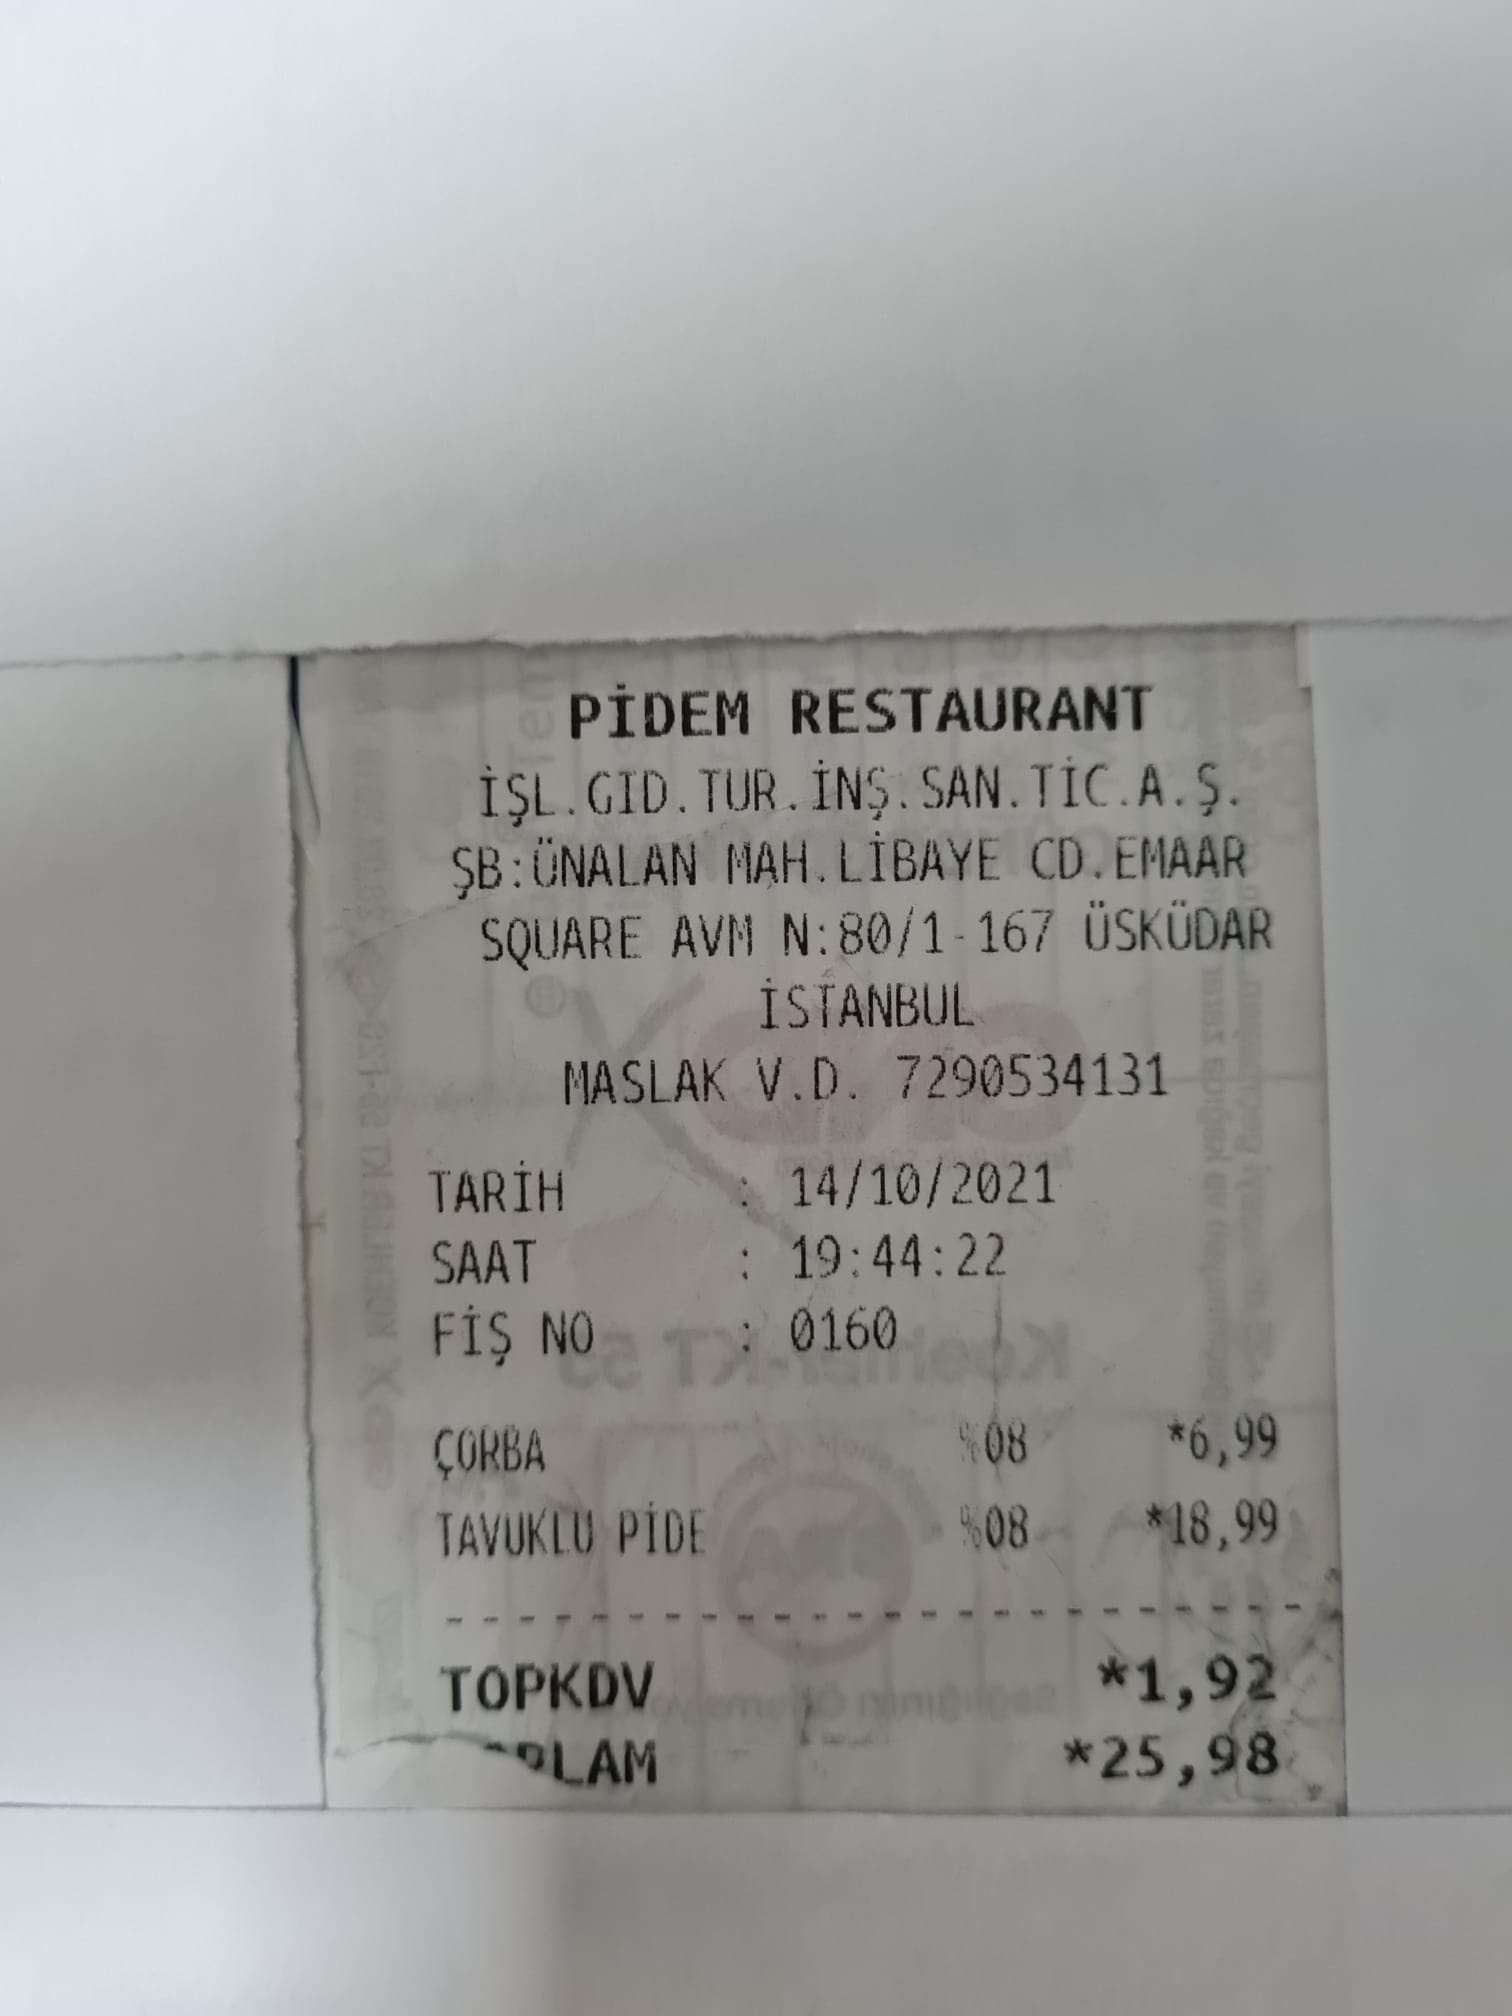 PİDEM RESTAURANT
İŞL.GID.TUR.İNŞ.SAN.TİC.A.Ş.
ŞB:ÜNALAN MAH.LİBAYE CD.EMAAR
SQUARE AVM N:80/1-167 ÜSKÜDAR
İSTANBUL
MASLAK V.D. 7290534131
TARİH : 14/10/2021
SAAT : 19:44:22
FİŞ NO : 0160
ÇORBA %08 *6,99
TAVUKLU PİDE %08 *18,99
TOPKDV *1,92
*25,98